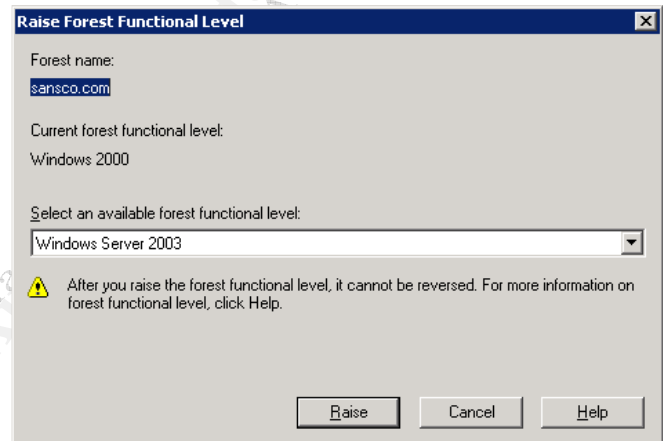 Raise Forest Functional Level
Forest name:
sansco.com
Current forest functional level:
Windows 2000
Select an available forest functional level:
Windows Server 2003
After you raise the forest functional level, it cannot be reversed. For more information on
forest functional level, click Help.
Raise Cancel Help